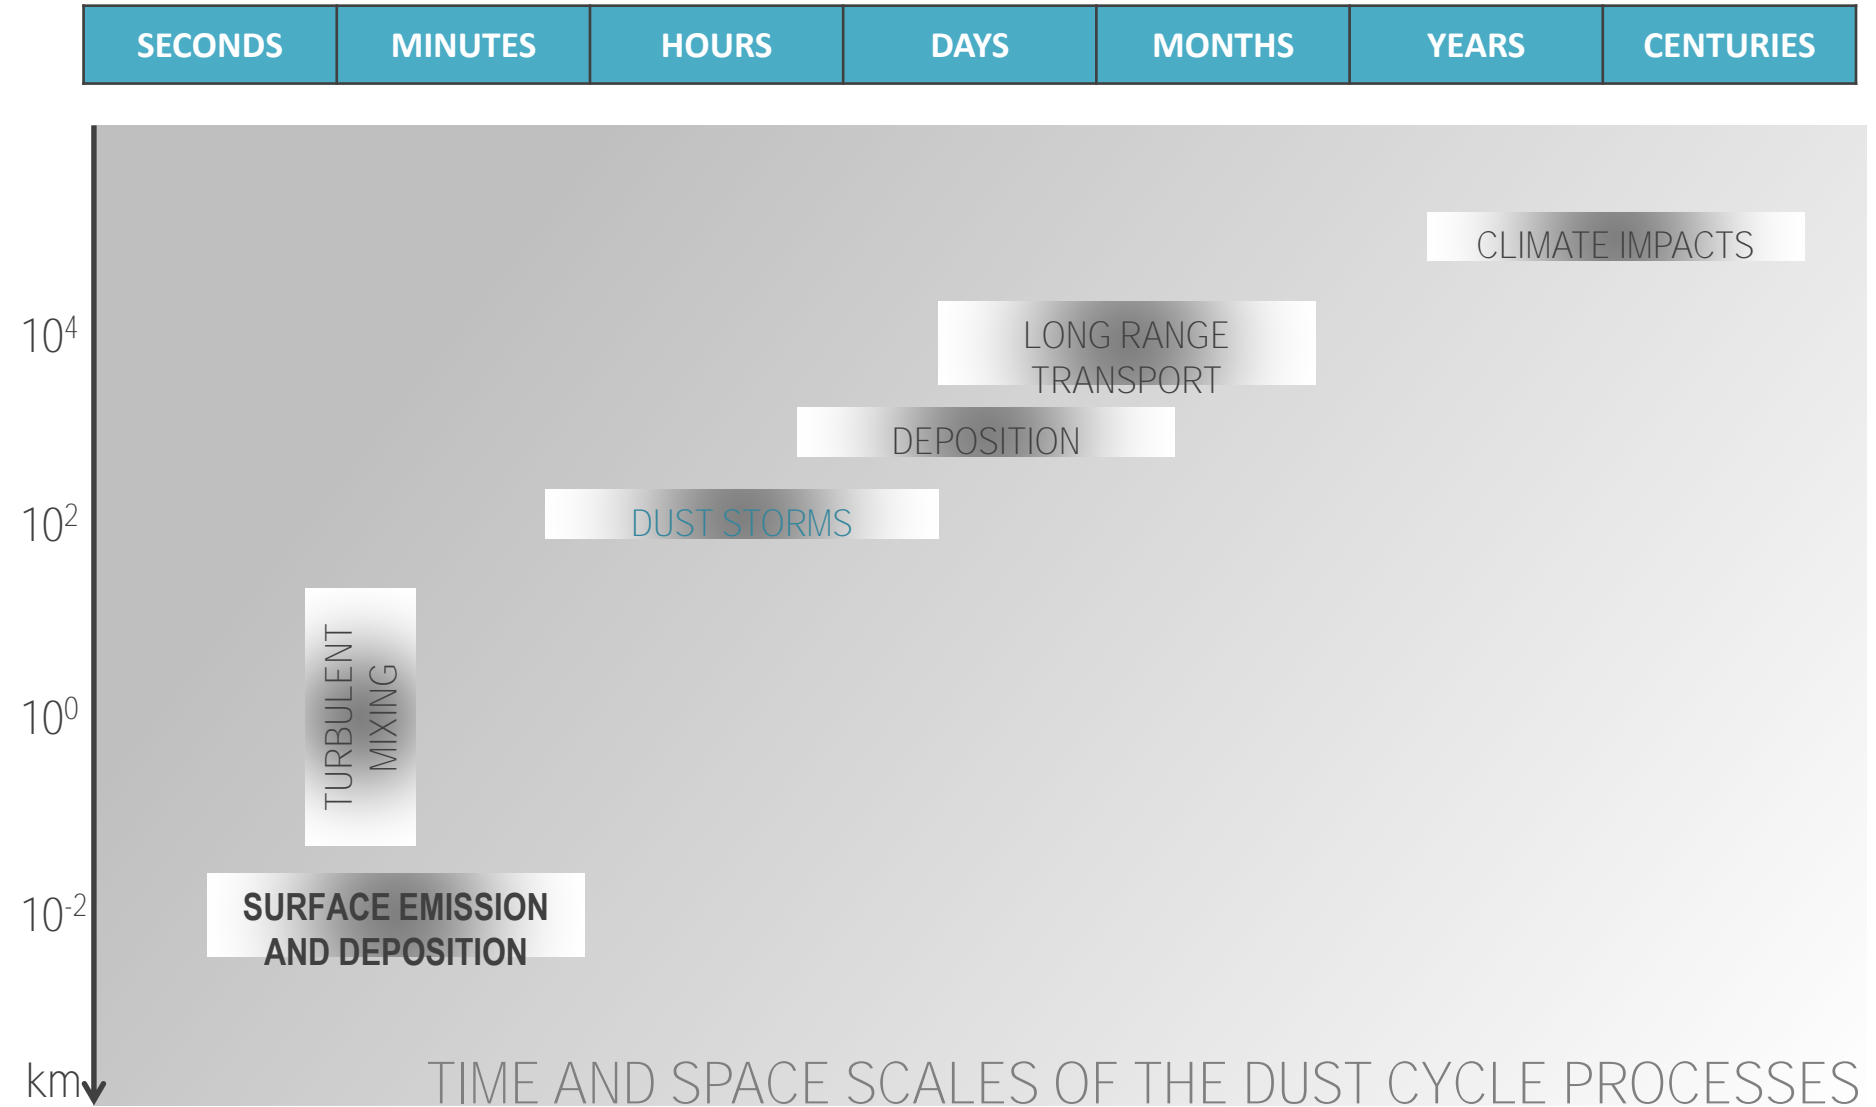 SECONDS MINUTES HOURS DAYS MONTHS YEARS CENTURIES
CLIMATE IMPACTS
10⁴
LONG RANGE
TRANSPORT
DEPOSITION
10²
DUST STORMS
TURBULENT
MIXING
10⁰
10⁻²
SURFACE EMISSION
AND DEPOSITION
km
TIME AND SPACE SCALES OF THE DUST CYCLE PROCESSES